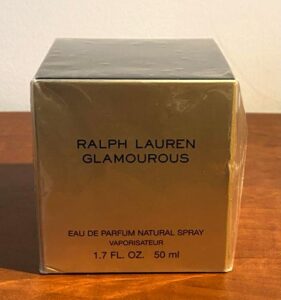 RALPH LAUREN
GLAMOUROUS
EAU DE PARFUM NATURAL SPRAY
VAPORISATEUR
1.7 FL. OZ. 50 ml